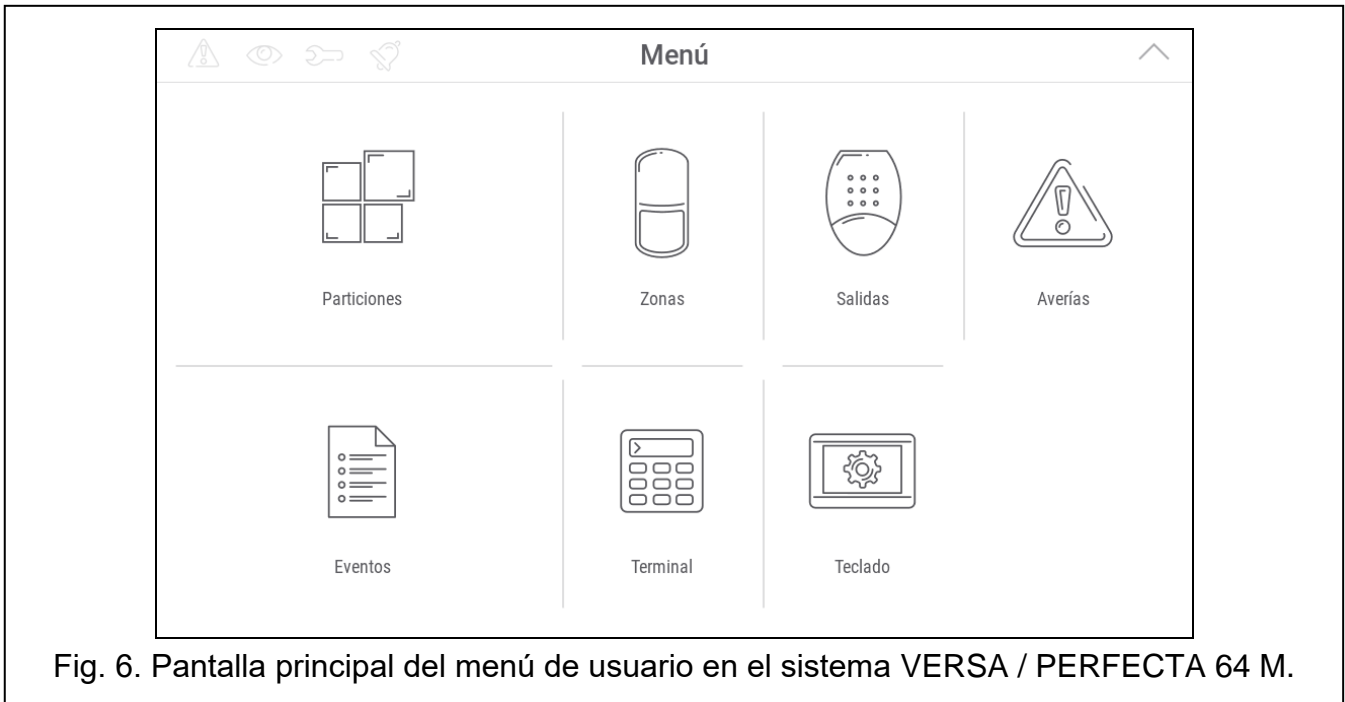 Menú
Particiones
Zonas
Salidas
Averías
Eventos
Terminal
Teclado
Fig. 6. Pantalla principal del menú de usuario en el sistema VERSA / PERFECTA 64 M.